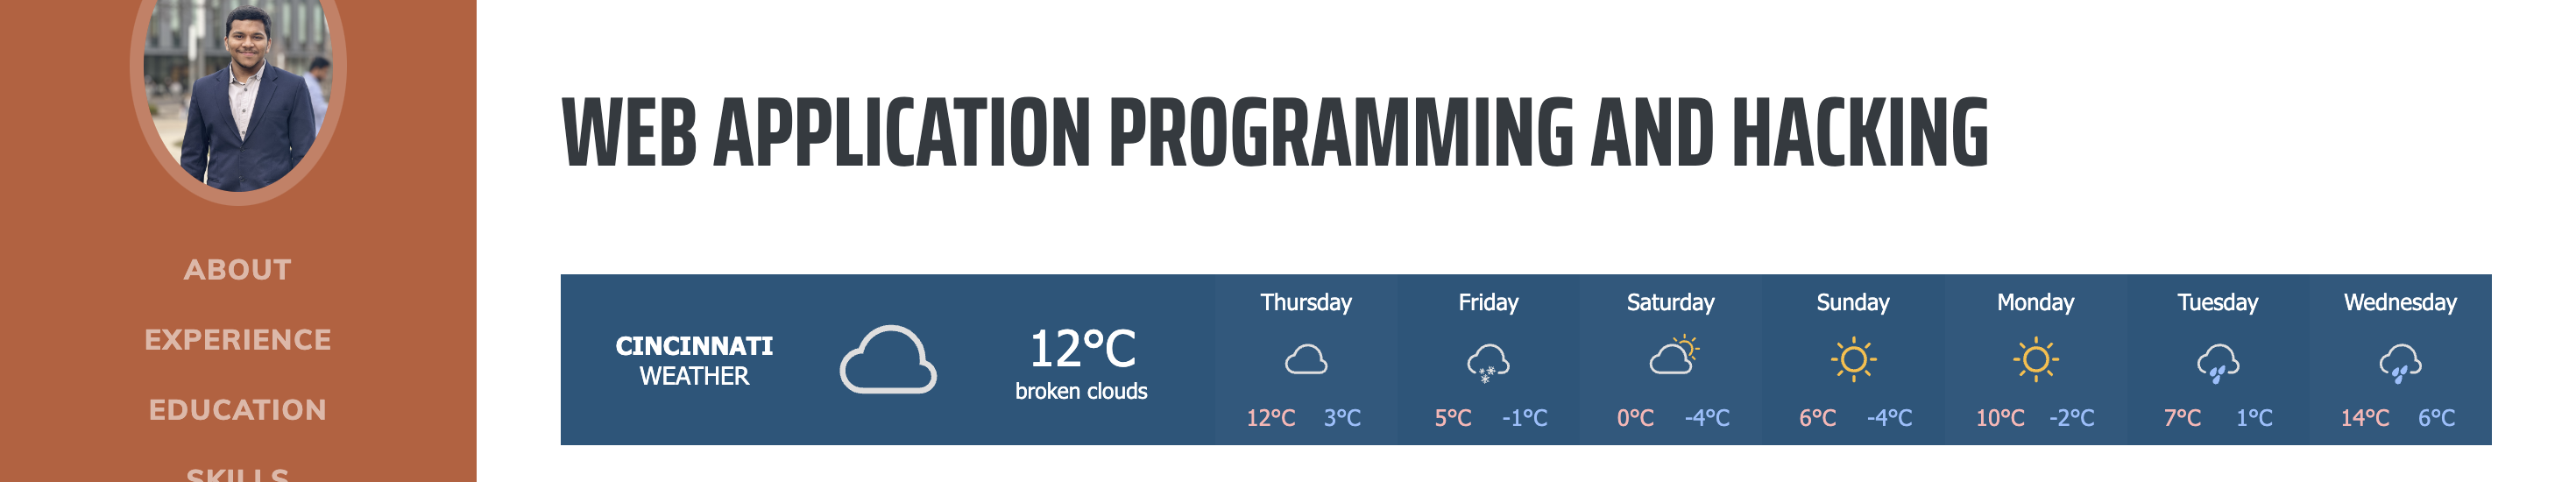 ABOUT
EXPERIENCE
EDUCATION
SKILLS
WEB APPLICATION PROGRAMMING AND HACKING
CINCINNATI
WEATHER
12°C
broken clouds
Thursday Friday Saturday Sunday Monday Tuesday Wednesday
12°C 3°C 5°C -1°C 0°C -4°C 6°C -4°C 10°C -2°C 7°C 1°C 14°C 6°C